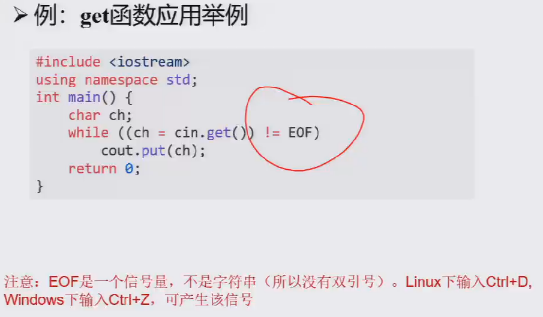 ➢ 例：get函数应用举例
#include <iostream>
using namespace std;
int main() {
    char ch;
    while ((ch = cin.get()) != EOF)
        cout.put(ch);
    return 0;
}
注意：EOF是一个信号量，不是字符串（所以没有双引号）。Linux下输入Ctrl+D,
Windows下输入Ctrl+Z，可产生该信号